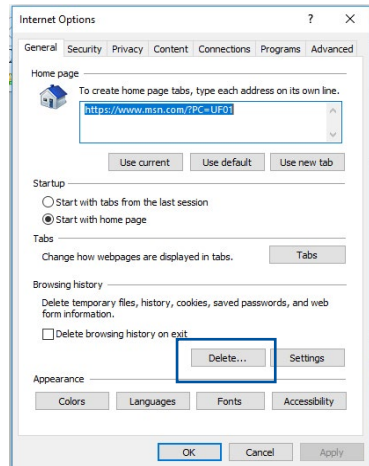 Internet Options ? X
General Security Privacy Content Connections Programs Advanced
Home page
To create home page tabs, type each address on its own line.
https://www.msn.com/?PC=UF01
Use current Use default Use new tab
Startup
Start with tabs from the last session
Start with home page
Tabs
Change how webpages are displayed in tabs. Tabs
Browsing history
Delete temporary files, history, cookies, saved passwords, and web
form information.
Delete browsing history on exit
Delete... Settings
Appearance
Colors Languages Fonts Accessibility
OK Cancel Apply